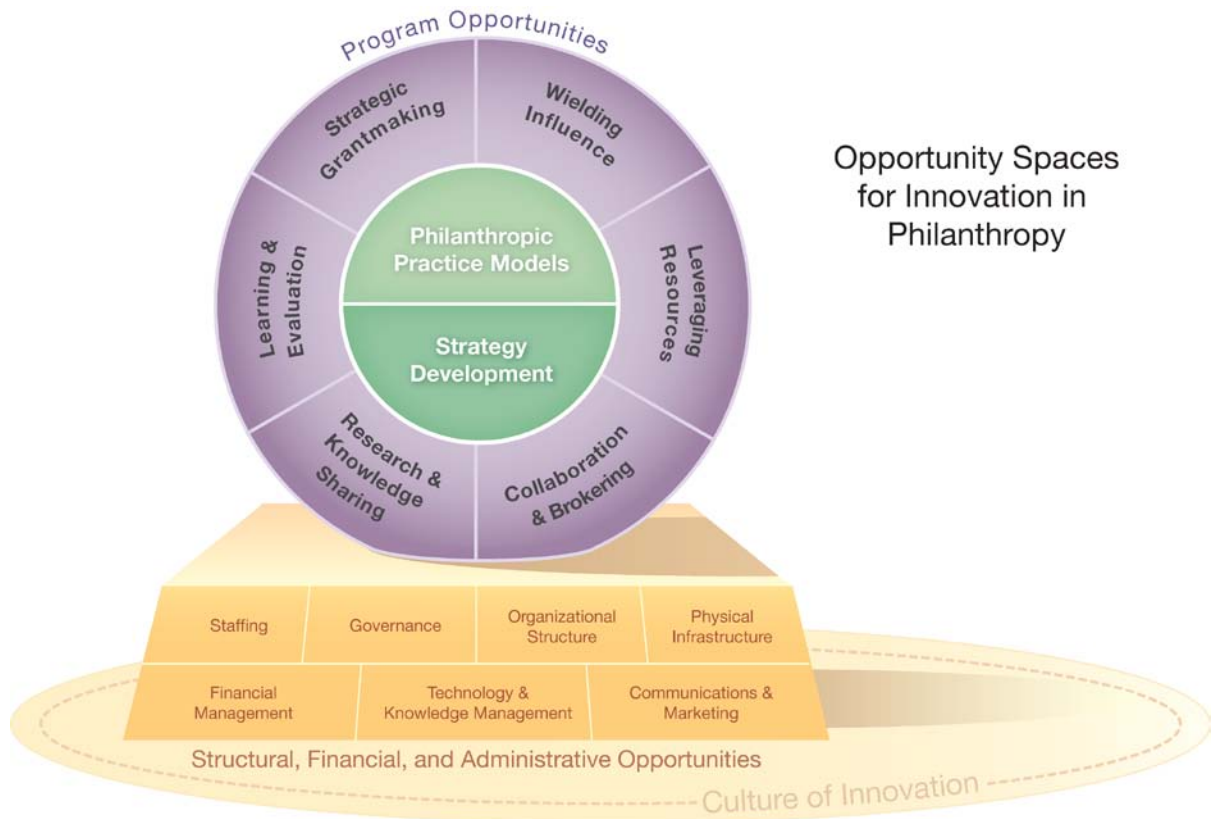 Program Opportunities
Strategic
Grantmaking
Wielding
Influence
Opportunity Spaces
for Innovation in
Philanthropy
Philanthropic
Practice Models
Learning &
Evaluation
Leveraging
Resources
Strategy
Development
Research &
Knowledge
Sharing
Collaboration
& Brokering
Staffing
Governance
Organizational
Structure
Physical
Infrastructure
Financial
Management
Technology &
Knowledge Management
Communications &
Marketing
Structural, Financial, and Administrative Opportunities
Culture of Innovation